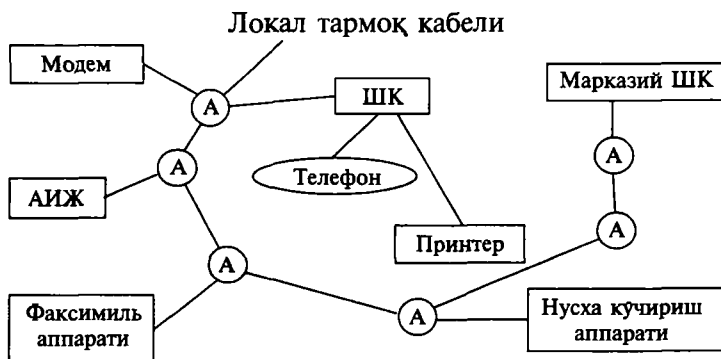 Локал тармоқ кабели
Модем
А
ШК
Марказий ШК
А
А
АИЖ
Телефон
А
Принтер
А
Факсимиль
аппарати
А
Нусха кўчириш
аппарати